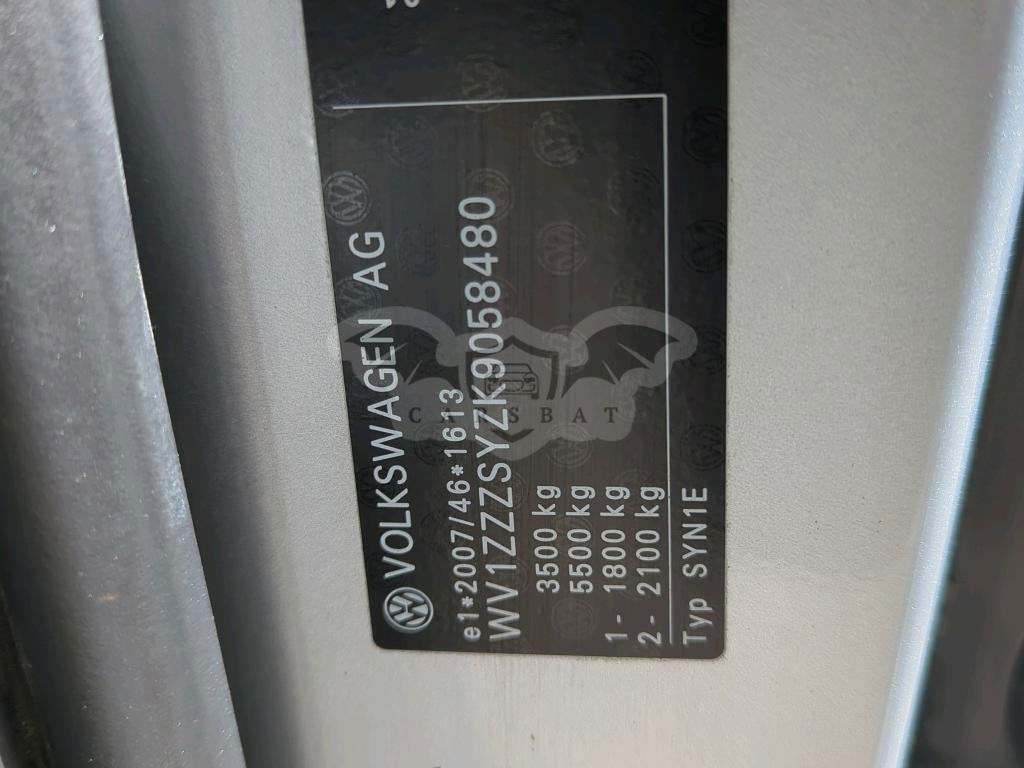 VOLKSWAGEN AG
e1*2007/46*1613
WV1ZZZSYZK9058480
3500 kg
5500 kg
1- 1800 kg
2- 2100 kg
Typ SYN1E
CARSBAT